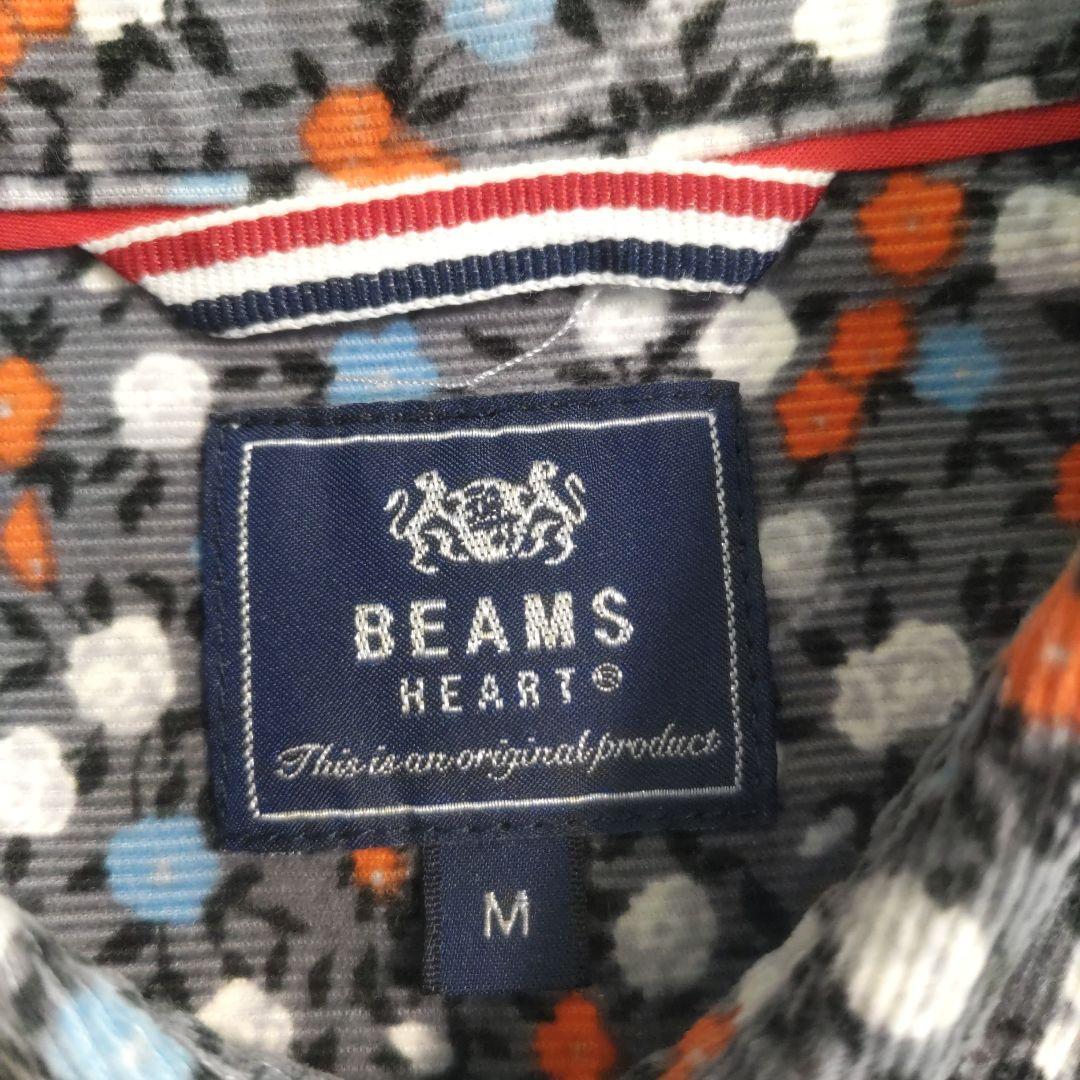 BEAMS
HEART®
This is an original product
M